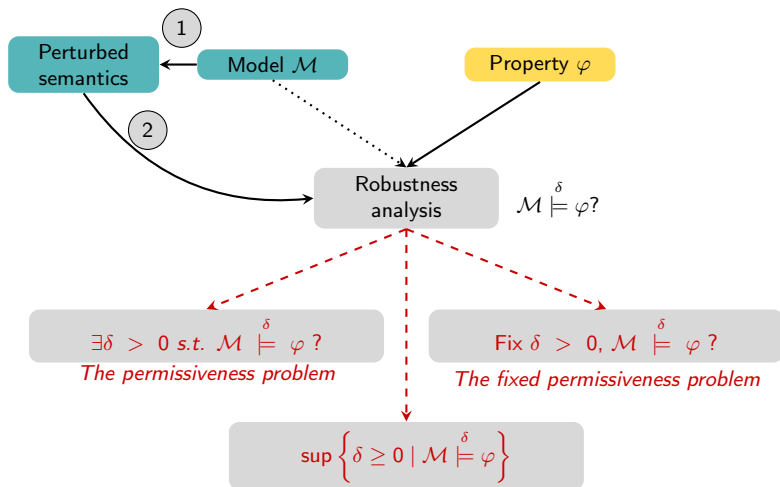 1
Perturbed
semantics
Model ℳ
Property φ
2
Robustness
analysis
ℳ ⊨^δ φ?
∃δ > 0 s.t. ℳ ⊨^δ φ ?
Fix δ > 0, ℳ ⊨^δ φ ?
The permissiveness problem
The fixed permissiveness problem
sup {δ ≥ 0 | ℳ ⊨^δ φ}